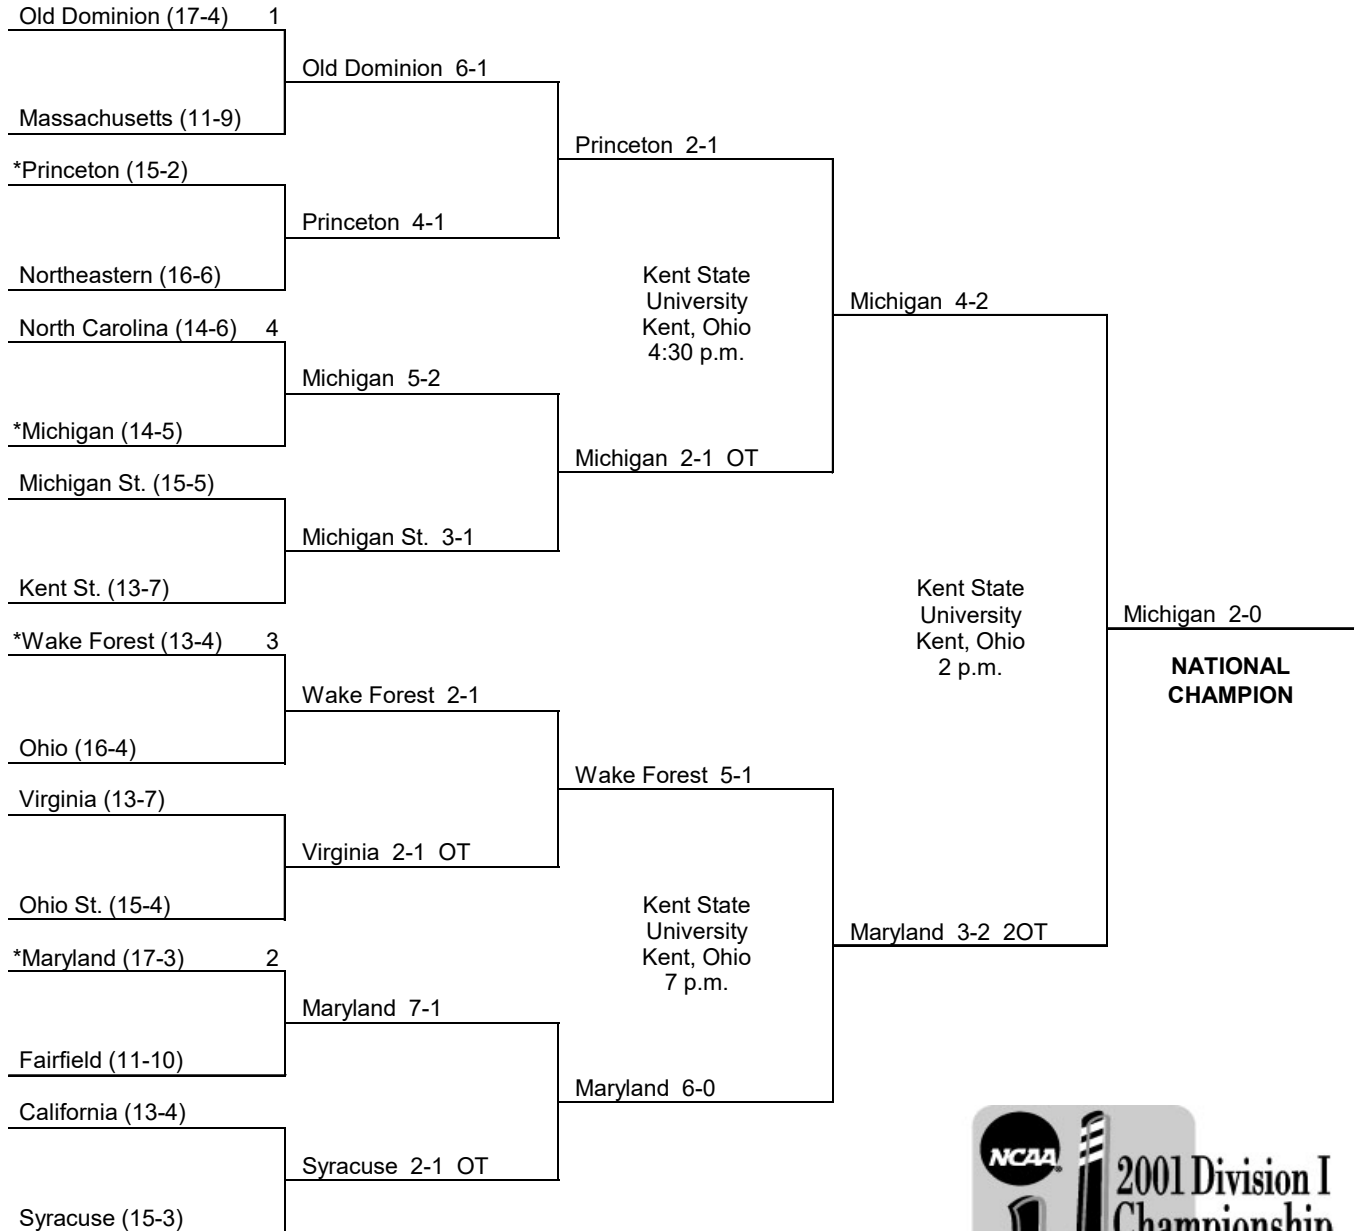 Old Dominion (17-4) 1
Old Dominion 6-1
Massachusetts (11-9)
Princeton 2-1
*Princeton (15-2)
Princeton 4-1
Northeastern (16-6)
Kent State
University
Kent, Ohio
4:30 p.m.
Michigan 4-2
North Carolina (14-6) 4
Michigan 5-2
*Michigan (14-5)
Michigan 2-1 OT
Michigan St. (15-5)
Michigan St. 3-1
Kent St. (13-7)
Kent State
University
Kent, Ohio
2 p.m.
Michigan 2-0
NATIONAL
CHAMPION
*Wake Forest (13-4) 3
Wake Forest 2-1
Ohio (16-4)
Wake Forest 5-1
Virginia (13-7)
Virginia 2-1 OT
Ohio St. (15-4)
Kent State
University
Kent, Ohio
7 p.m.
Maryland 3-2 2OT
*Maryland (17-3) 2
Maryland 7-1
Fairfield (11-10)
Maryland 6-0
California (13-4)
Syracuse 2-1 OT
Syracuse (15-3)
NCAA
2001 Division I
Championship